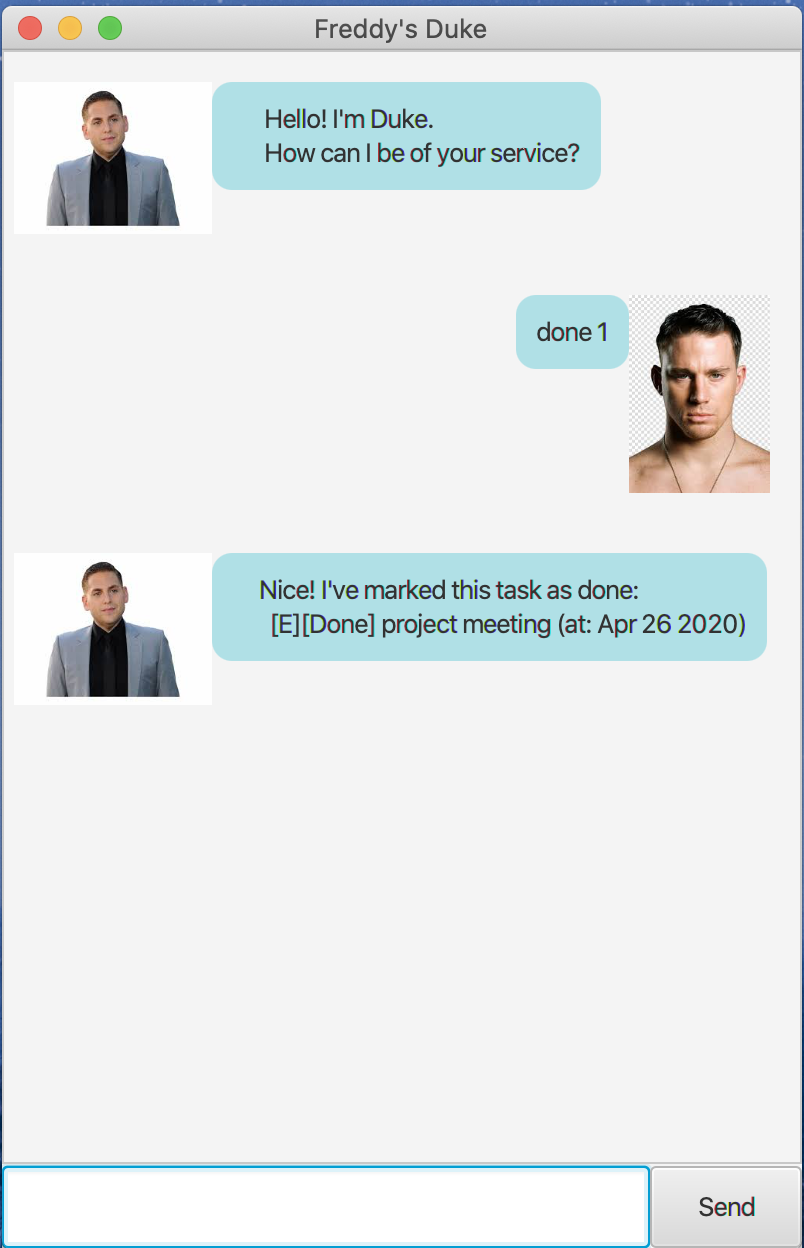 Freddy's Duke
Hello! I'm Duke.
How can I be of your service?
done 1
Nice! I've marked this task as done:
[E][Done] project meeting (at: Apr 26 2020)
Send